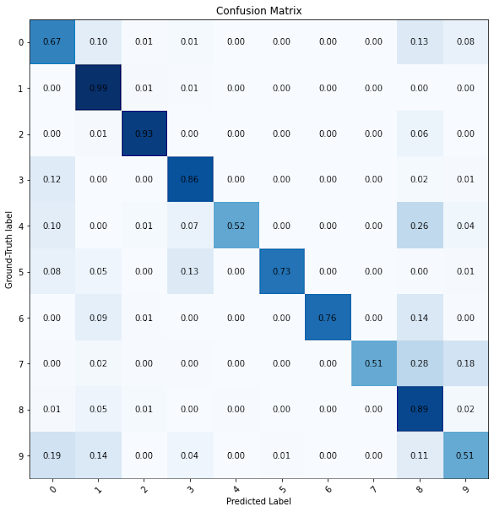 Confusion Matrix
Ground-Truth label
0 0.67 0.10 0.01 0.01 0.00 0.00 0.00 0.00 0.13 0.08
1 0.00 0.99 0.01 0.01 0.00 0.00 0.00 0.00 0.00 0.00
2 0.00 0.01 0.93 0.00 0.00 0.00 0.00 0.00 0.06 0.00
3 0.12 0.00 0.00 0.86 0.00 0.00 0.00 0.00 0.02 0.01
4 0.10 0.00 0.01 0.07 0.52 0.00 0.00 0.00 0.26 0.04
5 0.08 0.05 0.00 0.13 0.00 0.73 0.00 0.00 0.00 0.01
6 0.00 0.09 0.01 0.00 0.00 0.00 0.76 0.00 0.14 0.00
7 0.00 0.02 0.00 0.00 0.00 0.00 0.00 0.51 0.28 0.18
8 0.01 0.05 0.01 0.00 0.00 0.00 0.00 0.00 0.89 0.02
9 0.19 0.14 0.00 0.04 0.00 0.01 0.00 0.00 0.11 0.51
0 1 2 3 4 5 6 7 8 9
Predicted Label